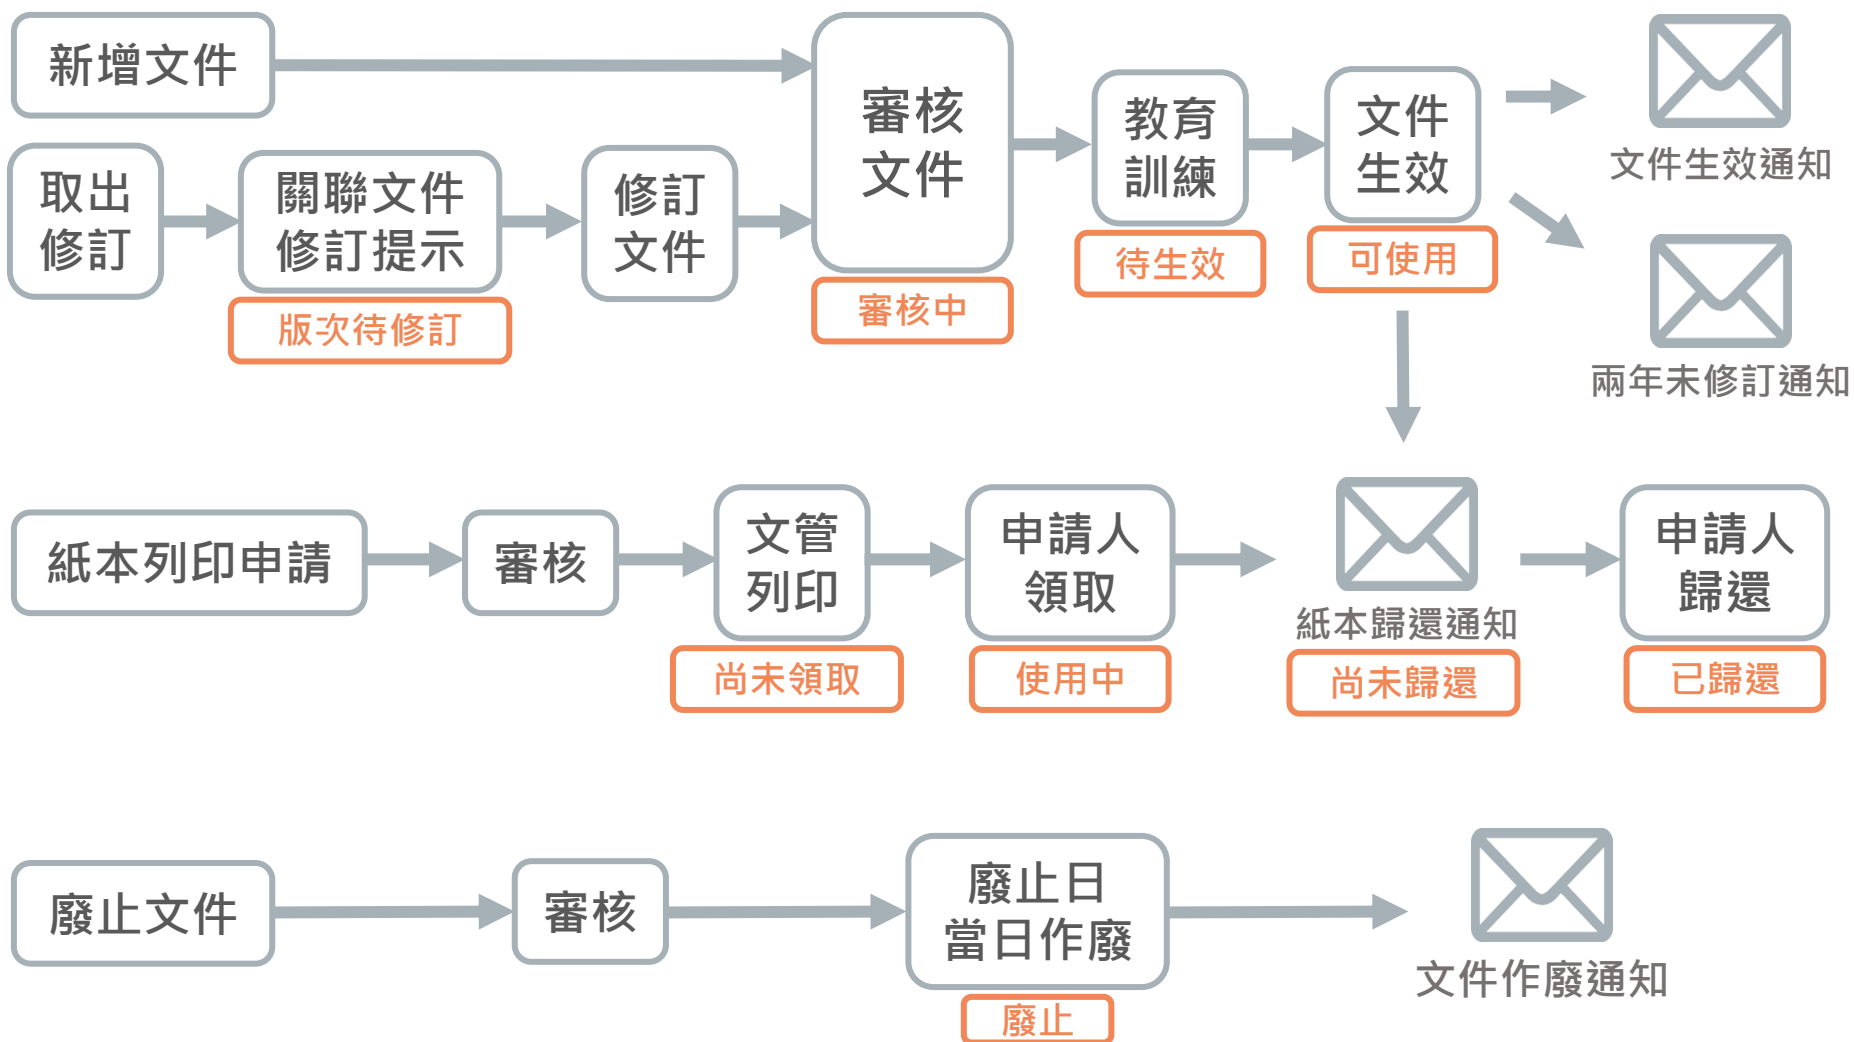 新增文件
審核
文件
教育
訓練
文件
生效
文件生效通知
取出
修訂
關聯文件
修訂提示
修訂
文件
待生效
可使用
版次待修訂
審核中
兩年未修訂通知
紙本列印申請
審核
文管
列印
申請人
領取
紙本歸還通知
申請人
歸還
尚未領取
使用中
尚未歸還
已歸還
廢止文件
審核
廢止日
當日作廢
文件作廢通知
廢止